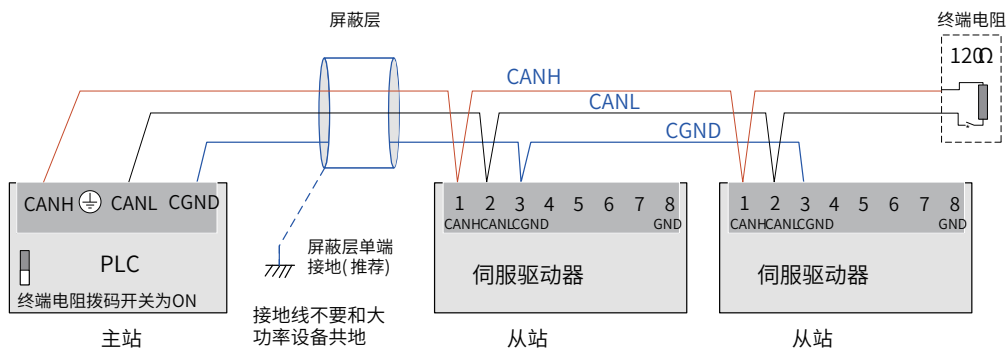 屏蔽层
终端电阻
120Ω
CANH
CANL
CGND
CANH CANL CGND
PLC
终端电阻拨码开关为ON
主站
屏蔽层单端
接地(推荐)
接地线不要和大
功率设备共地
1 2 3 4 5 6 7 8
CANH CANL CGND GND
伺服驱动器
从站
1 2 3 4 5 6 7 8
CANH CANL CGND GND
伺服驱动器
从站